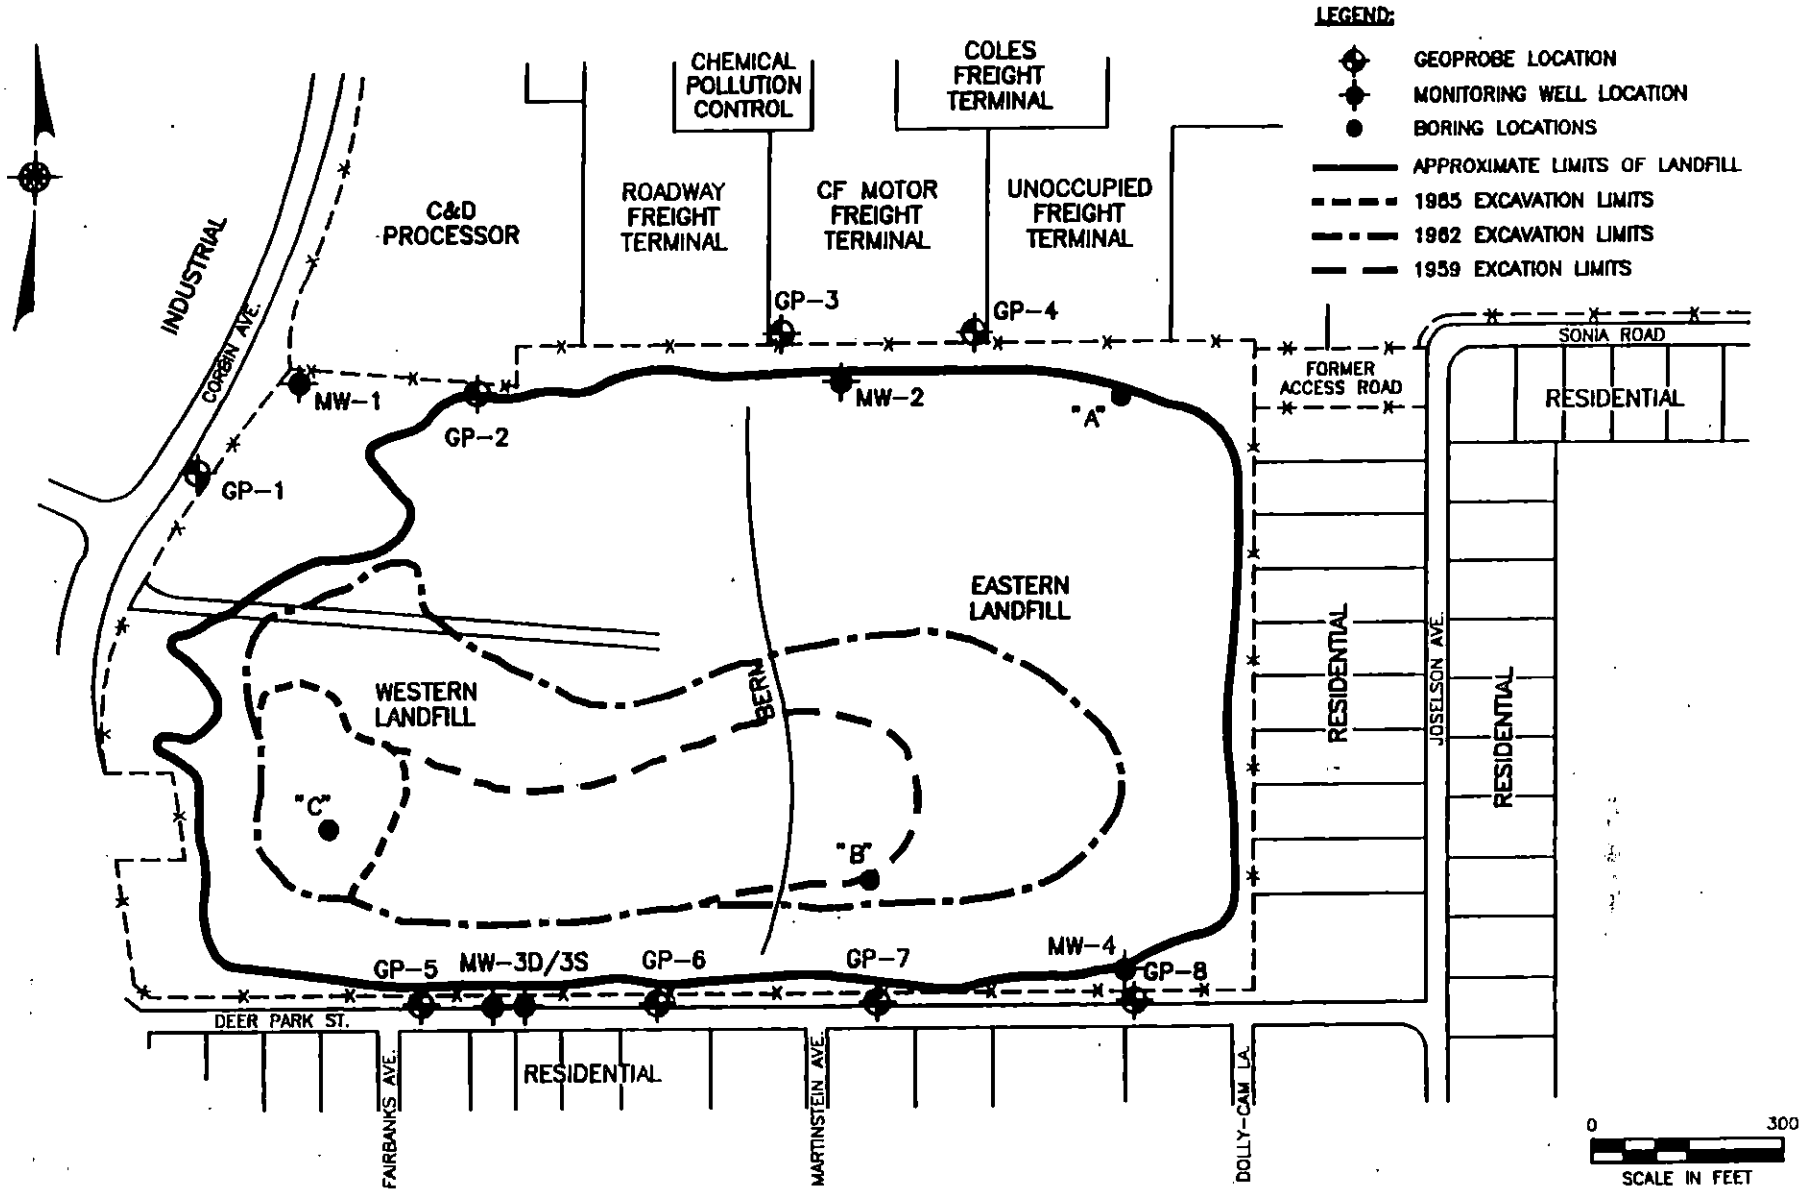 LEGEND:
GEOPROBE LOCATION
MONITORING WELL LOCATION
BORING LOCATIONS
APPROXIMATE LIMITS OF LANDFILL
1965 EXCAVATION LIMITS
1962 EXCAVATION LIMITS
1959 EXCATION LIMITS
CHEMICAL
POLLUTION
CONTROL
COLES
FREIGHT
TERMINAL
C&D
PROCESSOR
ROADWAY
FREIGHT
TERMINAL
CF MOTOR
FREIGHT
TERMINAL
UNOCCUPIED
FREIGHT
TERMINAL
INDUSTRIAL
CORBIN AVE.
GP-3
GP-4
SONIA ROAD
FORMER
ACCESS ROAD
RESIDENTIAL
MW-1
GP-2
MW-2
"A"
GP-1
EASTERN
LANDFILL
WESTERN
LANDFILL
BERM
RESIDENTIAL
JOSELSON AVE.
RESIDENTIAL
"C"
"B"
GP-5
MW-3D/3S
GP-6
GP-7
MW-4
GP-8
DEER PARK ST.
RESIDENTIAL
FAIRBANKS AVE.
MARTINSTEIN AVE.
DOLLY-CAM LA.
0
300
SCALE IN FEET